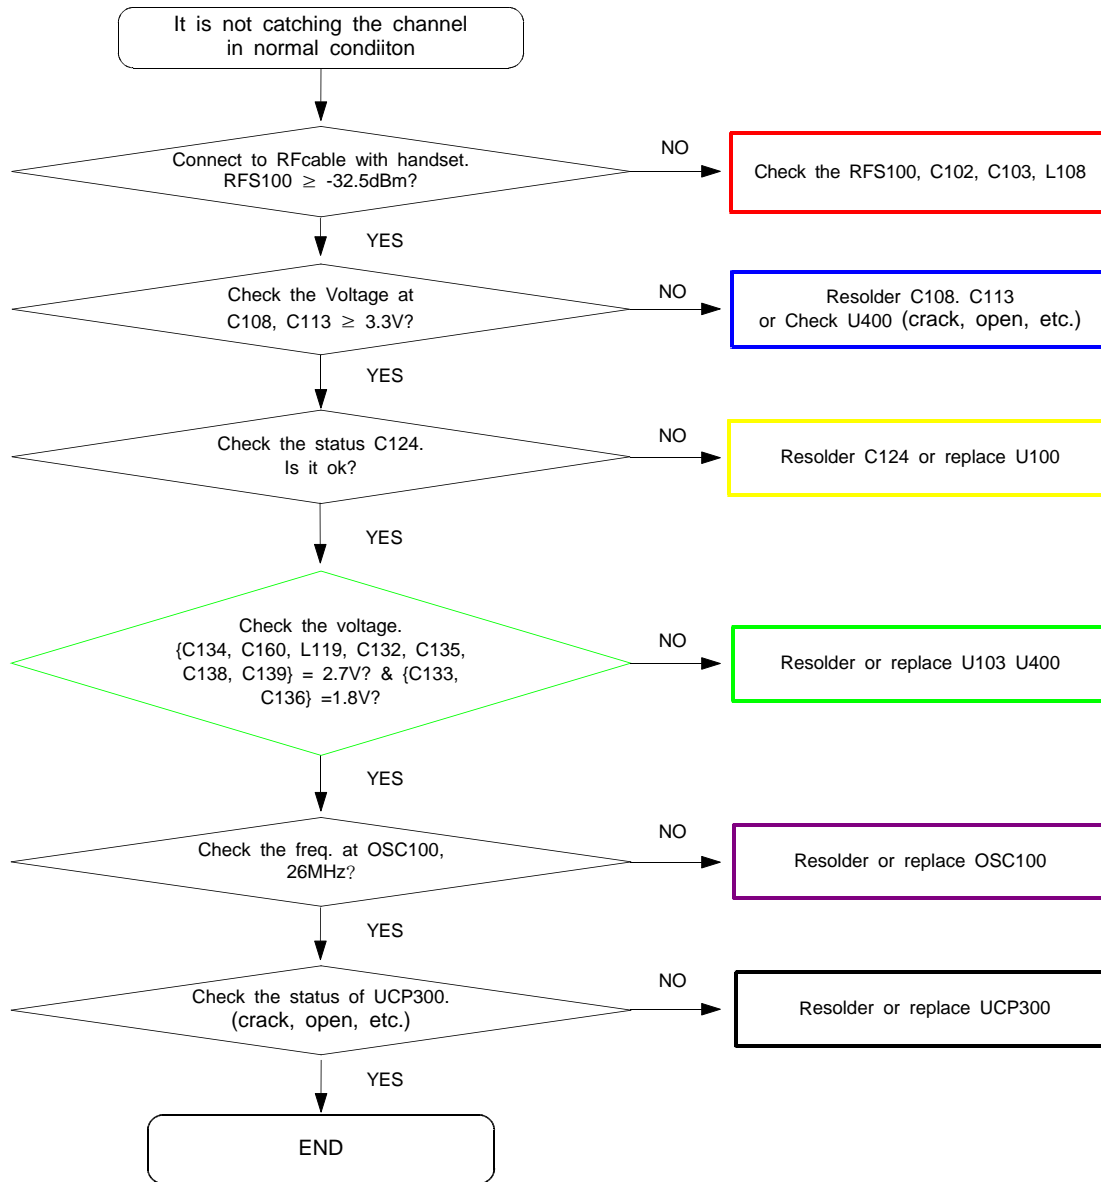 It is not catching the channel
in normal condiiton
Connect to RFcable with handset.
RFS100 ≥ -32.5dBm?
NO
Check the RFS100, C102, C103, L108
YES
Check the Voltage at
C108, C113 ≥ 3.3V?
NO
Resolder C108. C113
or Check U400 (crack, open, etc.)
YES
Check the status C124.
Is it ok?
NO
Resolder C124 or replace U100
YES
Check the voltage.
{C134, C160, L119, C132, C135,
C138, C139} = 2.7V? & {C133,
C136} =1.8V?
NO
Resolder or replace U103 U400
YES
Check the freq. at OSC100,
26MHz?
NO
Resolder or replace OSC100
YES
Check the status of UCP300.
(crack, open, etc.)
NO
Resolder or replace UCP300
YES
END